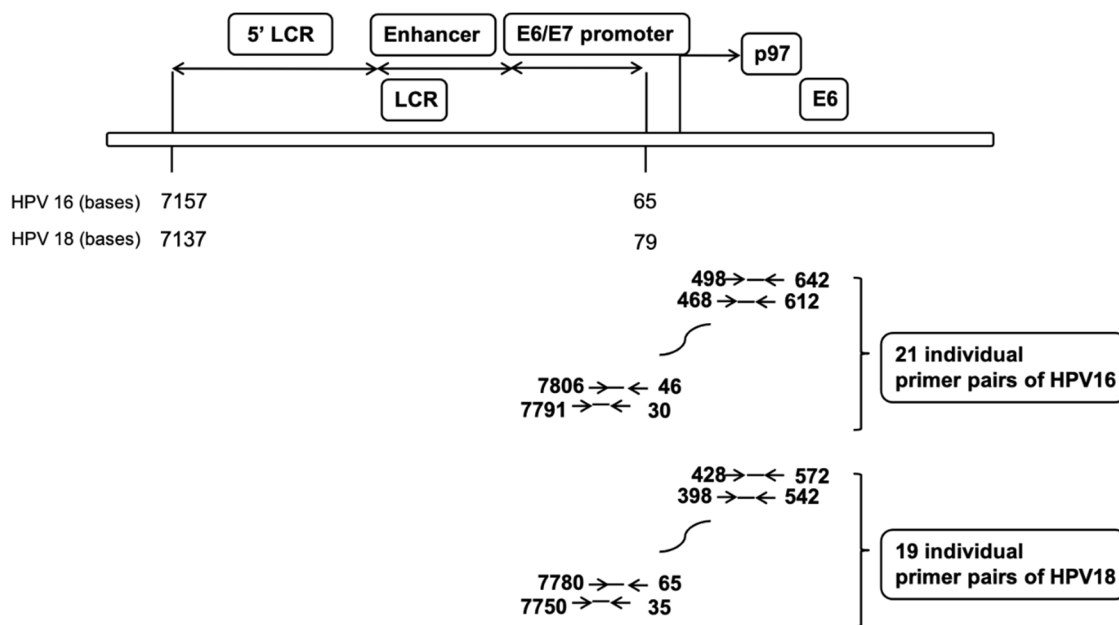 5’ LCR
Enhancer
E6/E7 promoter
p97
LCR
E6
HPV 16 (bases) 7157 65
HPV 18 (bases) 7137 79
498 642
468 612
21 individual
primer pairs of HPV16
7806 46
7791 30
428 572
398 542
19 individual
primer pairs of HPV18
7780 65
7750 35